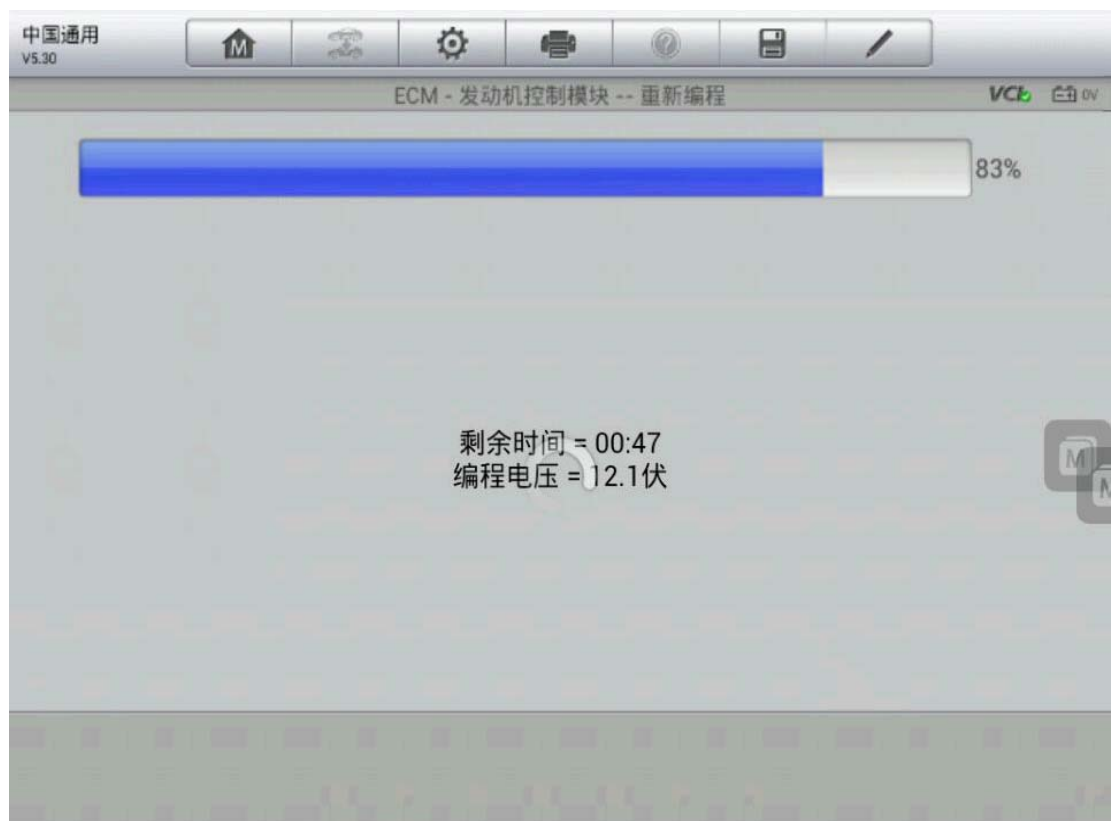 中国通用
V5.30
M
ECM - 发动机控制模块 -- 重新编程
VCI
0V
83%
剩余时间 = 00:47
编程电压 = 12.1伏
M
M